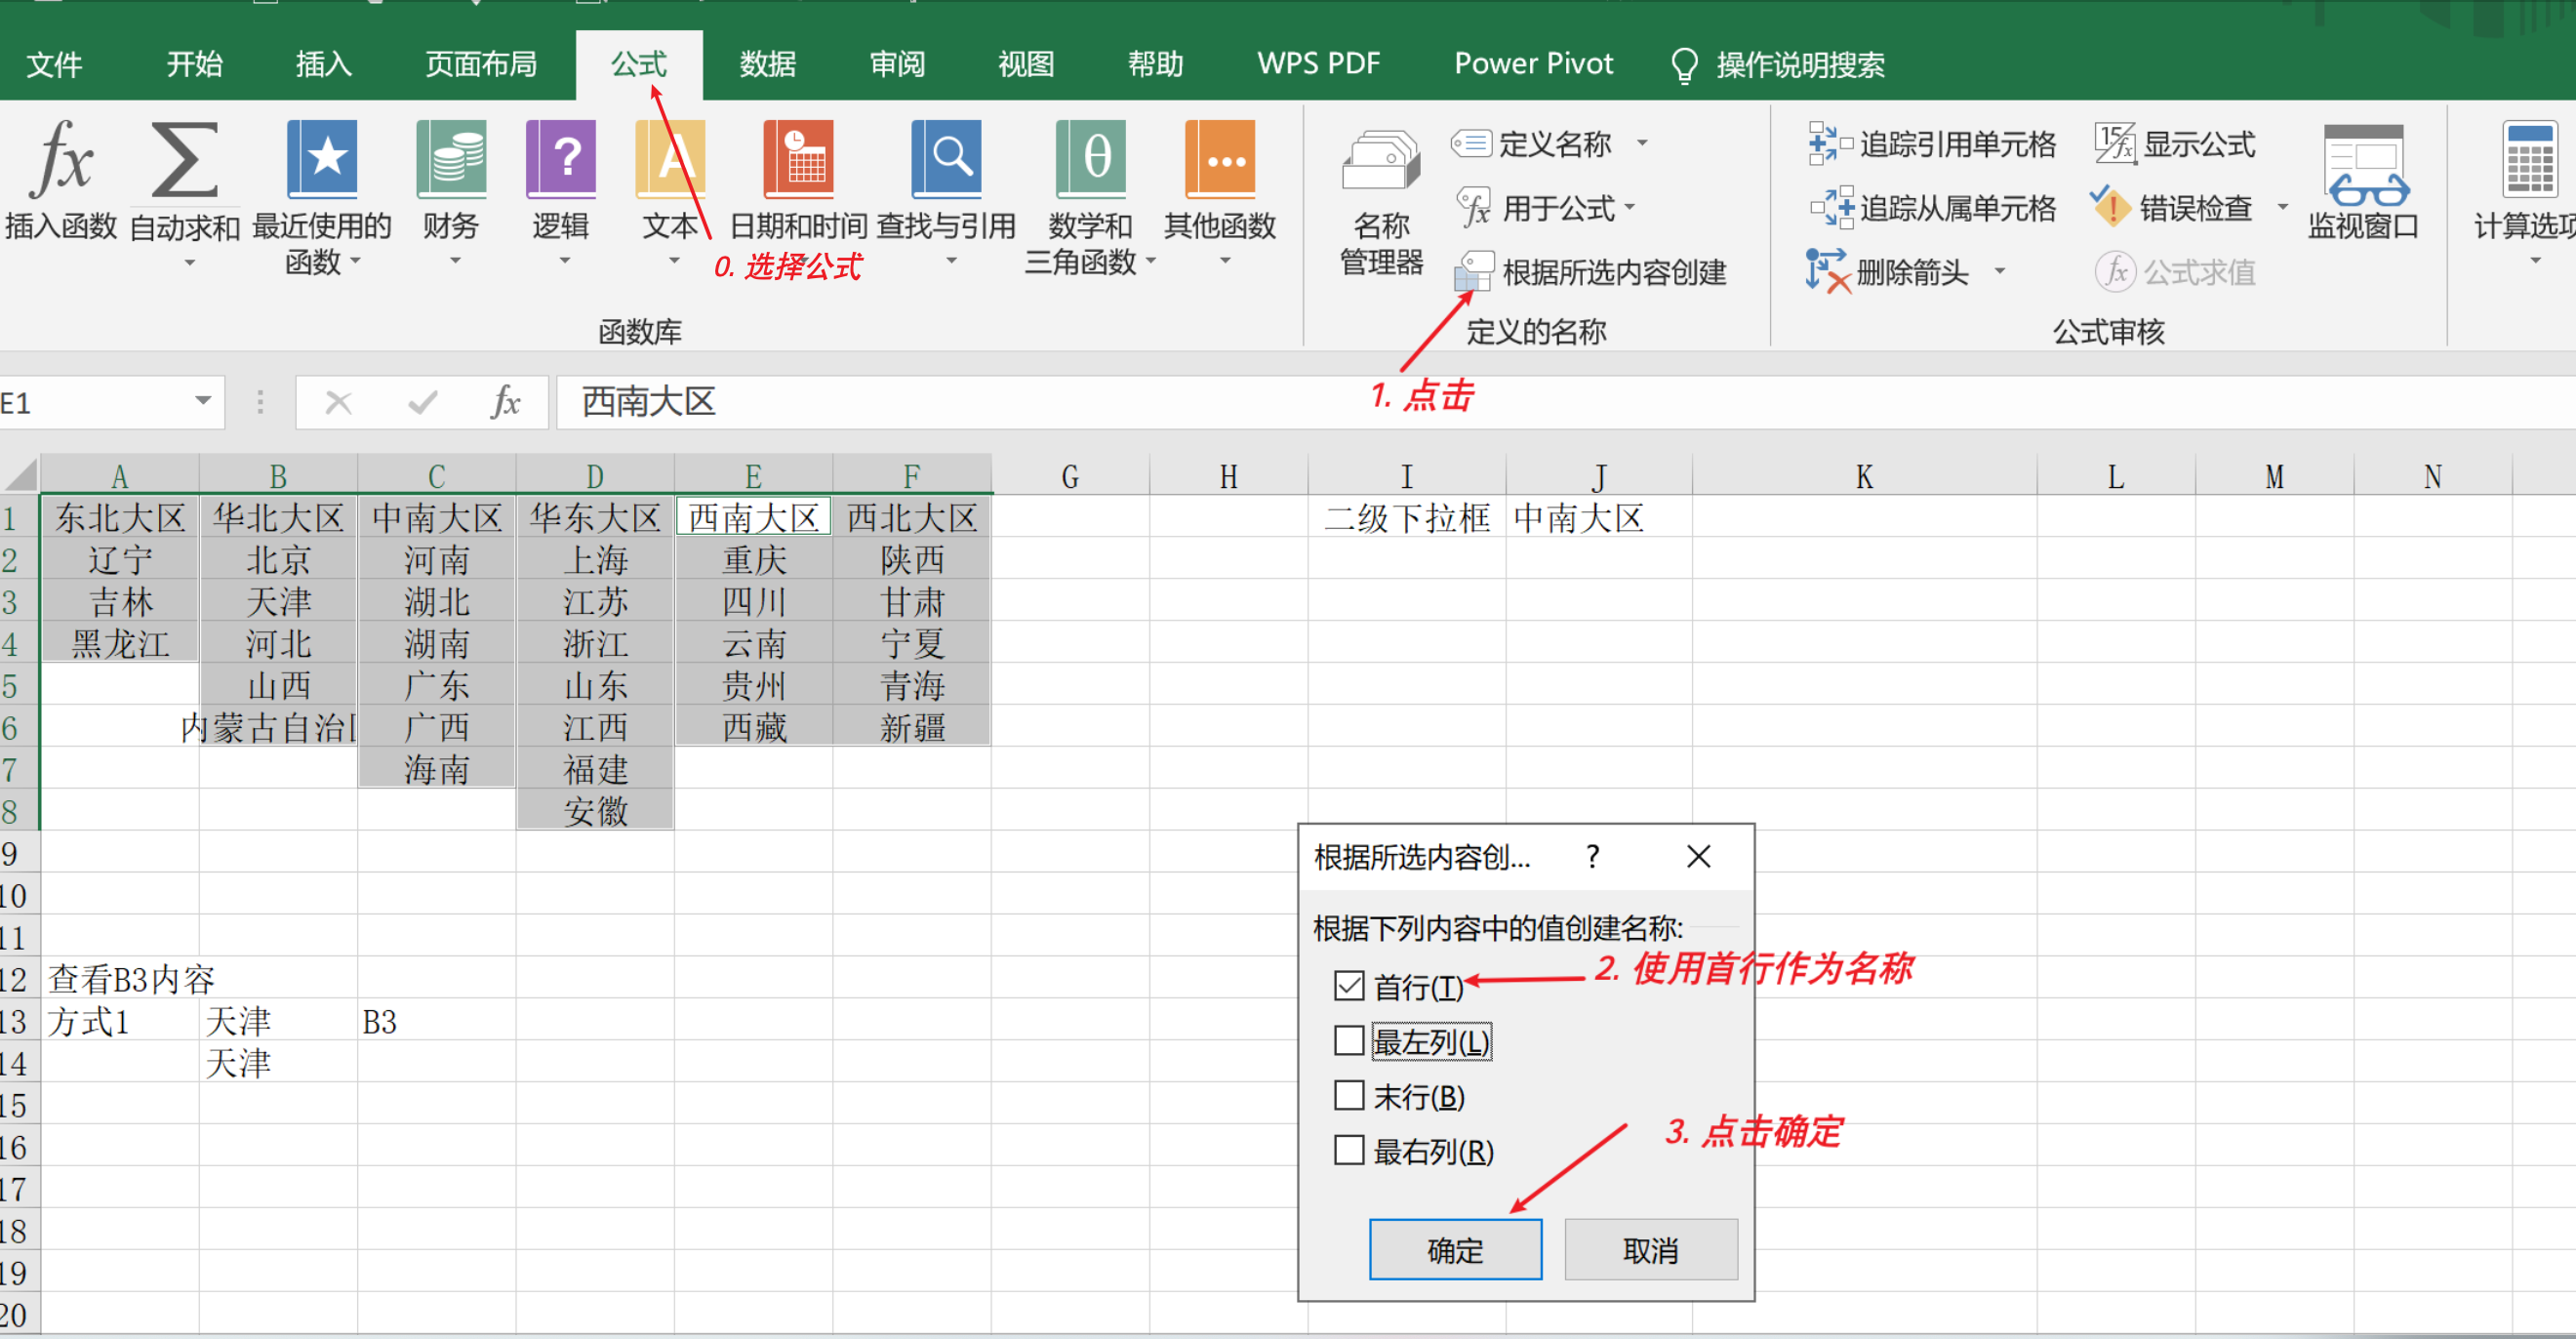 文件 开始 插入 页面布局 公式 数据 审阅 视图 帮助 WPS PDF Power Pivot 操作说明搜索
fx 插入函数
自动求和
最近使用的
函数
财务
逻辑
文本
日期和时间
查找与引用
数学和
三角函数
其他函数
0. 选择公式
函数库
名称
管理器
定义名称
用于公式
根据所选内容创建
定义的名称
1. 点击
追踪引用单元格 显示公式
追踪从属单元格 错误检查
删除箭头 公式求值
监视窗口
公式审核
计算选项
E1 fx 西南大区
A B C D E F G H I J K L M N
1 东北大区 华北大区 中南大区 华东大区 西南大区 西北大区 二级下拉框 中南大区
2 辽宁 北京 河南 上海 重庆 陕西
3 吉林 天津 湖北 江苏 四川 甘肃
4 黑龙江 河北 湖南 浙江 云南 宁夏
5 山西 广东 山东 贵州 青海
6 内蒙古自治 广西 江西 西藏 新疆
7 海南 福建
8 安徽
9
10
11
12 查看B3内容
13 方式1 天津 B3
14 天津
15
16
17
18
19
20
根据所选内容创... ?
根据下列内容中的值创建名称:
首行(T)
2. 使用首行作为名称
最左列(L)
末行(B)
最右列(R)
3. 点击确定
确定 取消